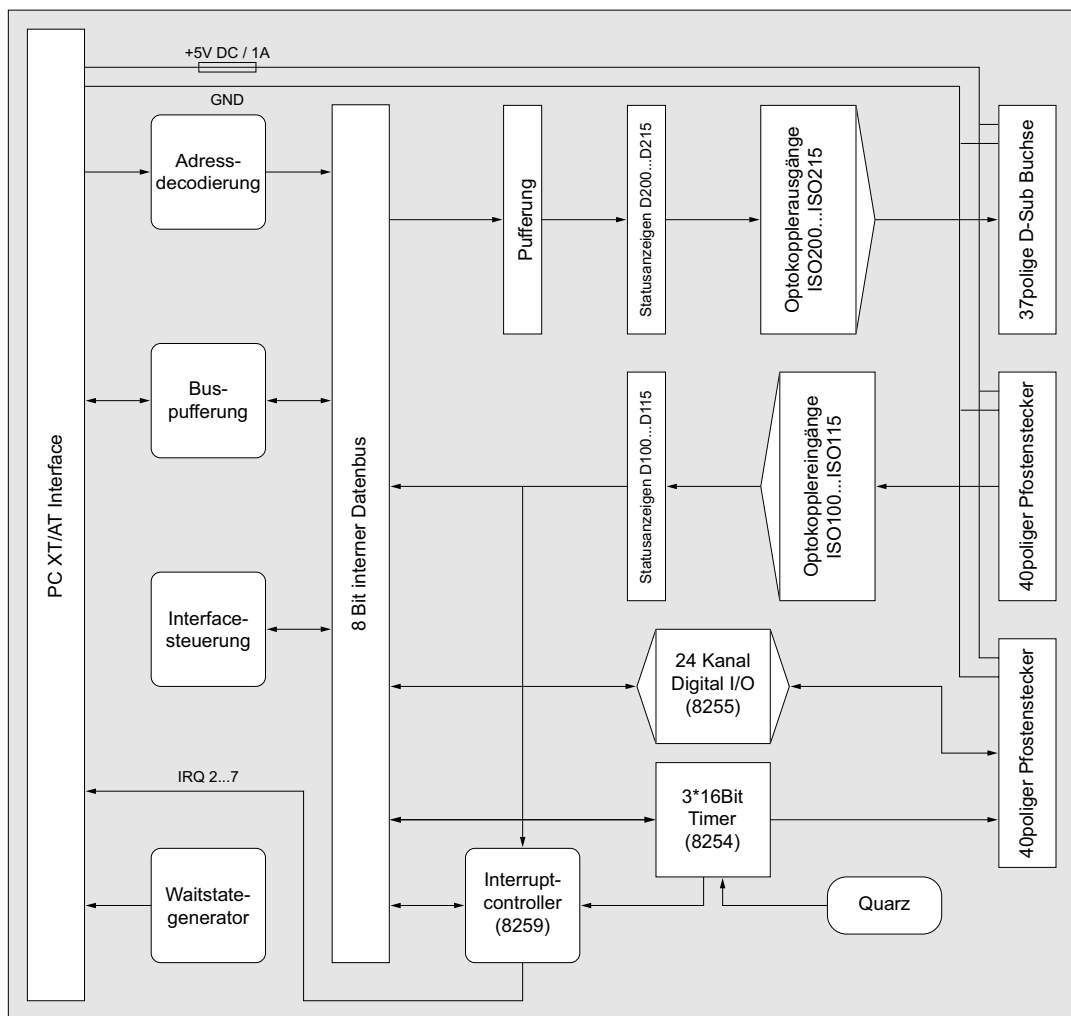 +5V DC / 1A
GND
PC XT/AT Interface
Adress-
decodierung
Bus-
pufferung
Interface-
steuerung
IRQ 2...7
Waitstate-
generator
8 Bit interner Datenbus
Pufferung
Statusanzeigen D200...D215
Optokopplerausgänge
ISO200...ISO215
37polige D-Sub Buchse
Statusanzeigen D100...D115
Optokopplereingänge
ISO100...ISO115
40poliger Pfostenstecker
24 Kanal
Digital I/O
(8255)
40poliger Pfostenstecker
3*16Bit
Timer
(8254)
Interrupt-
controller
(8259)
Quarz